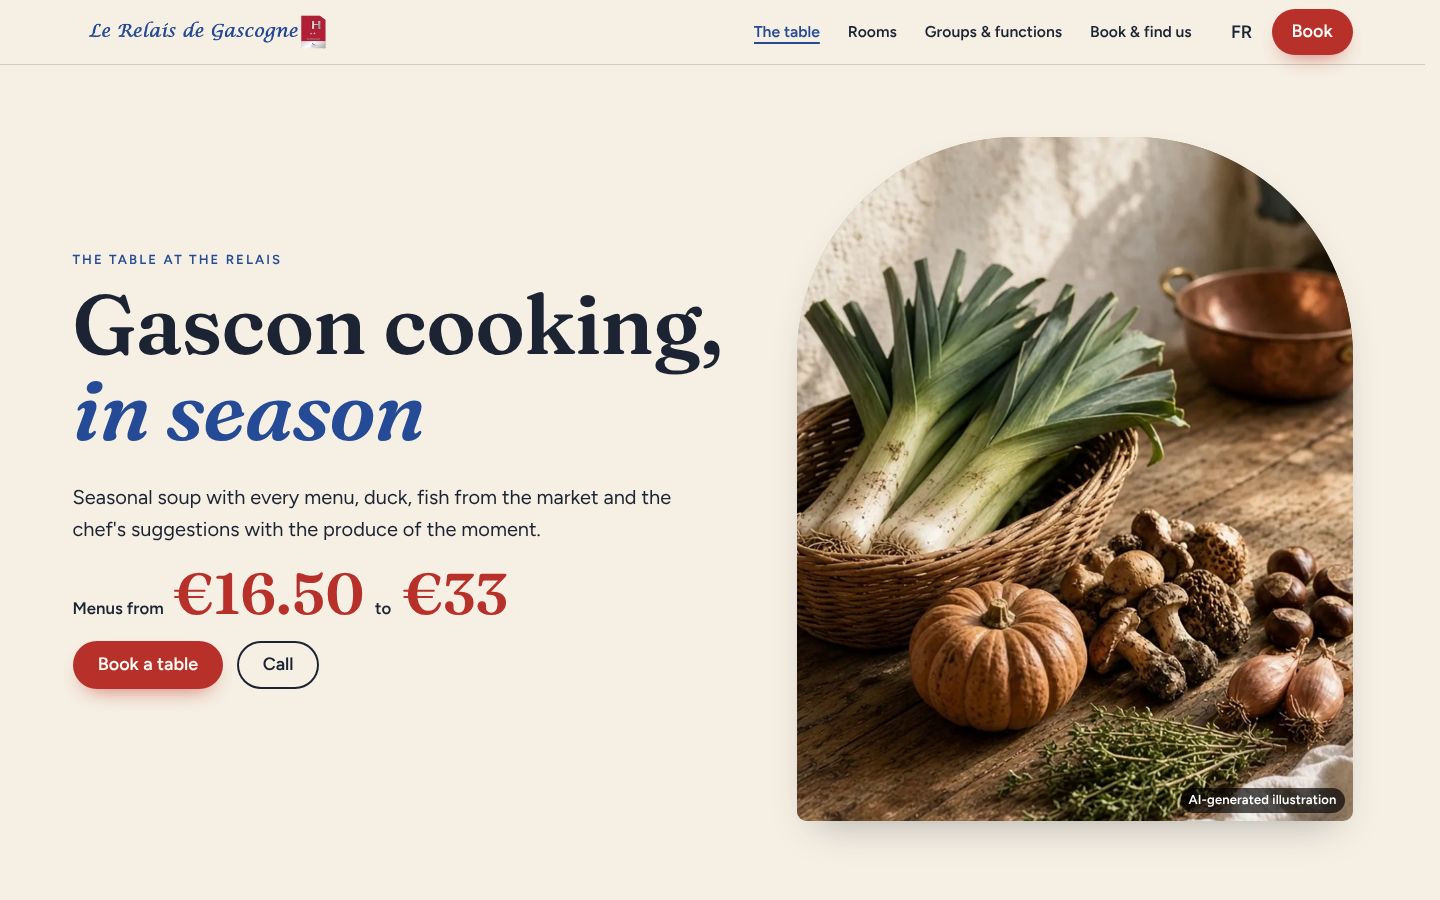 Le Relais de Gascogne
H
The table
Rooms
Groups & functions
Book & find us
FR
Book
THE TABLE AT THE RELAIS
Gascon cooking,
in season
Seasonal soup with every menu, duck, fish from the market and the
chef's suggestions with the produce of the moment.
Menus from €16.50 to €33
Book a table
Call
AI-generated illustration